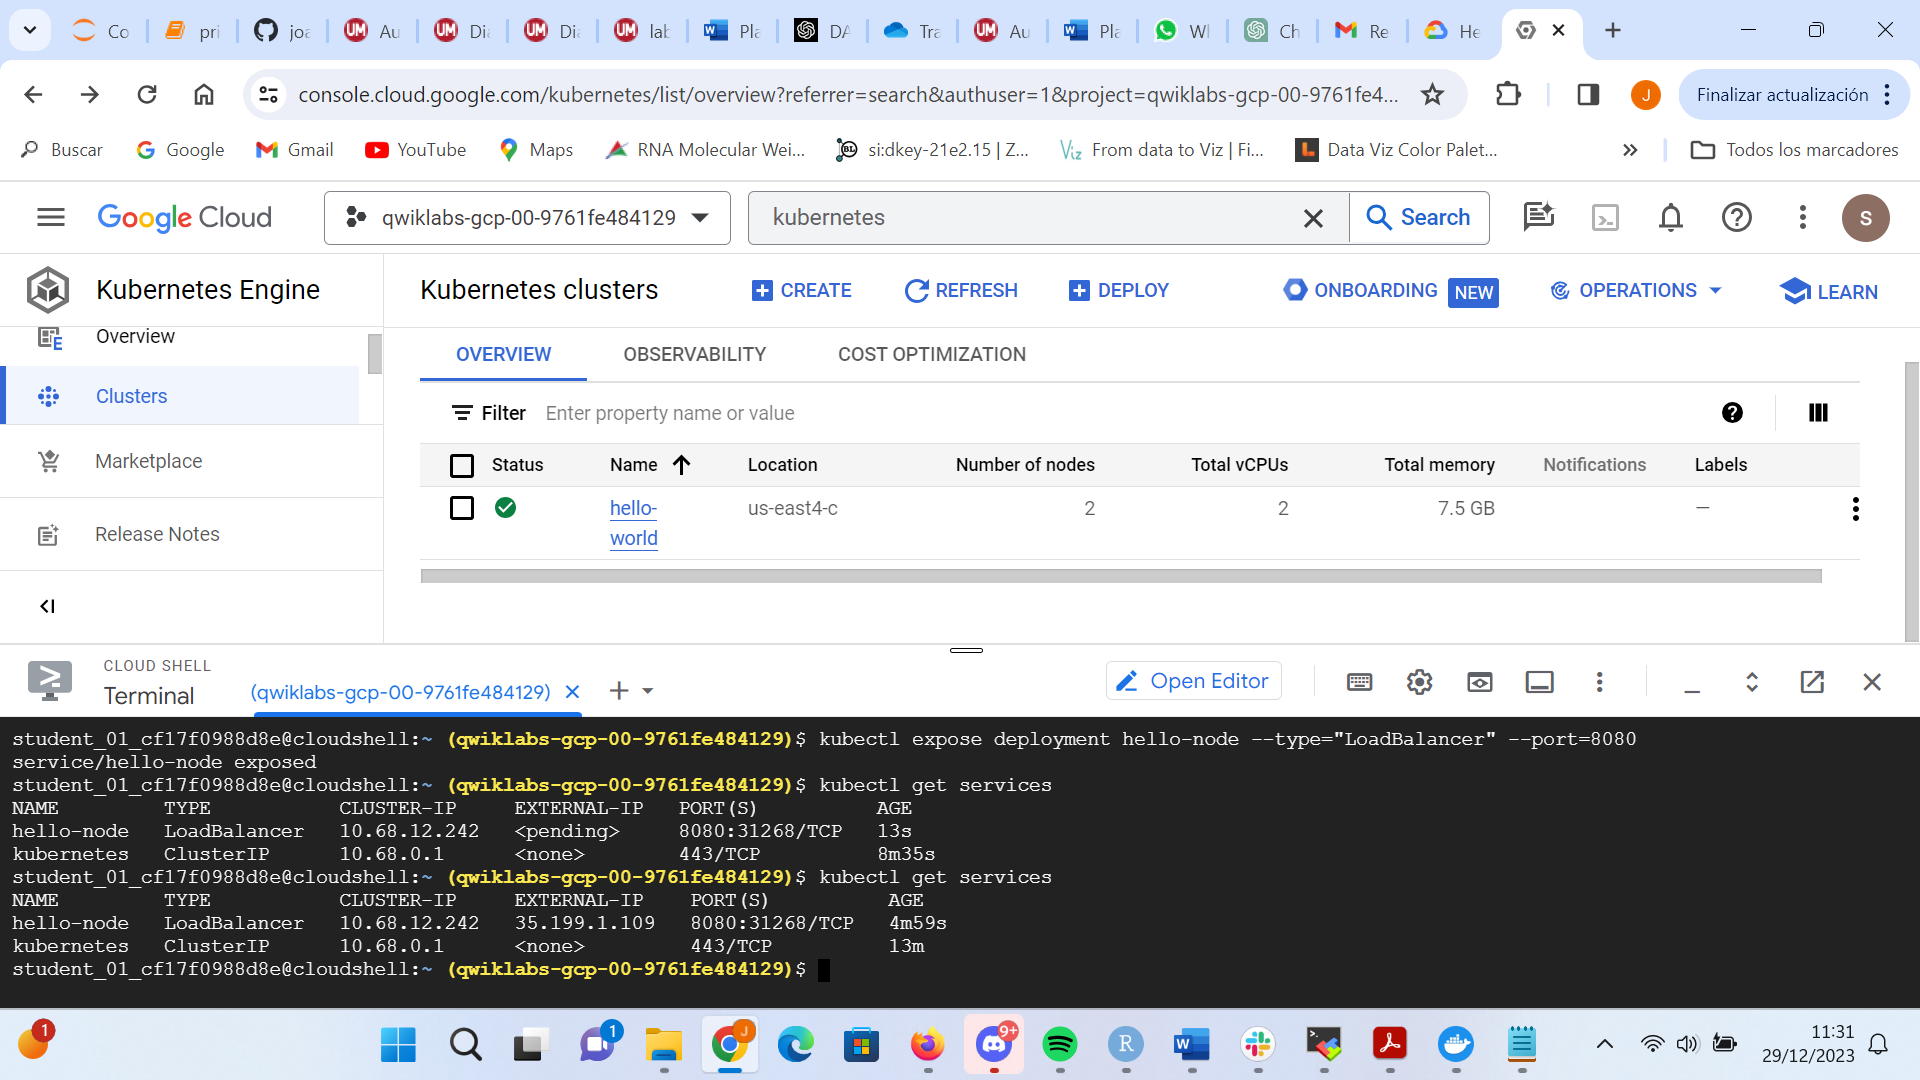 Co
pri
joa
Au
Dia
Dia
lab
Pla
DA
Tra
Au
Pla
Wh
Ch
Re
He
console.cloud.google.com/kubernetes/list/overview?referrer=search&authuser=1&project=qwiklabs-gcp-00-9761fe4...
J
Finalizar actualización
Buscar
Google
Gmail
YouTube
Maps
RNA Molecular Wei...
si:dkey-21e2.15 | Z...
From data to Viz | Fi...
Data Viz Color Palet...
Todos los marcadores
Google Cloud
qwiklabs-gcp-00-9761fe484129
kubernetes
Search
S
Kubernetes Engine
Kubernetes clusters
CREATE
REFRESH
DEPLOY
ONBOARDING NEW
OPERATIONS
LEARN
Overview
Clusters
Marketplace
Release Notes
OVERVIEW
OBSERVABILITY
COST OPTIMIZATION
Filter Enter property name or value
Status Name Location Number of nodes Total vCPUs Total memory Notifications Labels
hello-world us-east4-c 2 2 7.5 GB —
CLOUD SHELL
Terminal
(qwiklabs-gcp-00-9761fe484129)
Open Editor
student_01_cf17f0988d8e@cloudshell:~ (qwiklabs-gcp-00-9761fe484129)$ kubectl expose deployment hello-node --type="LoadBalancer" --port=8080
service/hello-node exposed
student_01_cf17f0988d8e@cloudshell:~ (qwiklabs-gcp-00-9761fe484129)$ kubectl get services
NAME TYPE CLUSTER-IP EXTERNAL-IP PORT(S) AGE
hello-node LoadBalancer 10.68.12.242 <pending> 8080:31268/TCP 13s
kubernetes ClusterIP 10.68.0.1 <none> 443/TCP 8m35s
student_01_cf17f0988d8e@cloudshell:~ (qwiklabs-gcp-00-9761fe484129)$ kubectl get services
NAME TYPE CLUSTER-IP EXTERNAL-IP PORT(S) AGE
hello-node LoadBalancer 10.68.12.242 35.199.1.109 8080:31268/TCP 4m59s
kubernetes ClusterIP 10.68.0.1 <none> 443/TCP 13m
student_01_cf17f0988d8e@cloudshell:~ (qwiklabs-gcp-00-9761fe484129)$
1
1
J
9+
11:31
29/12/2023